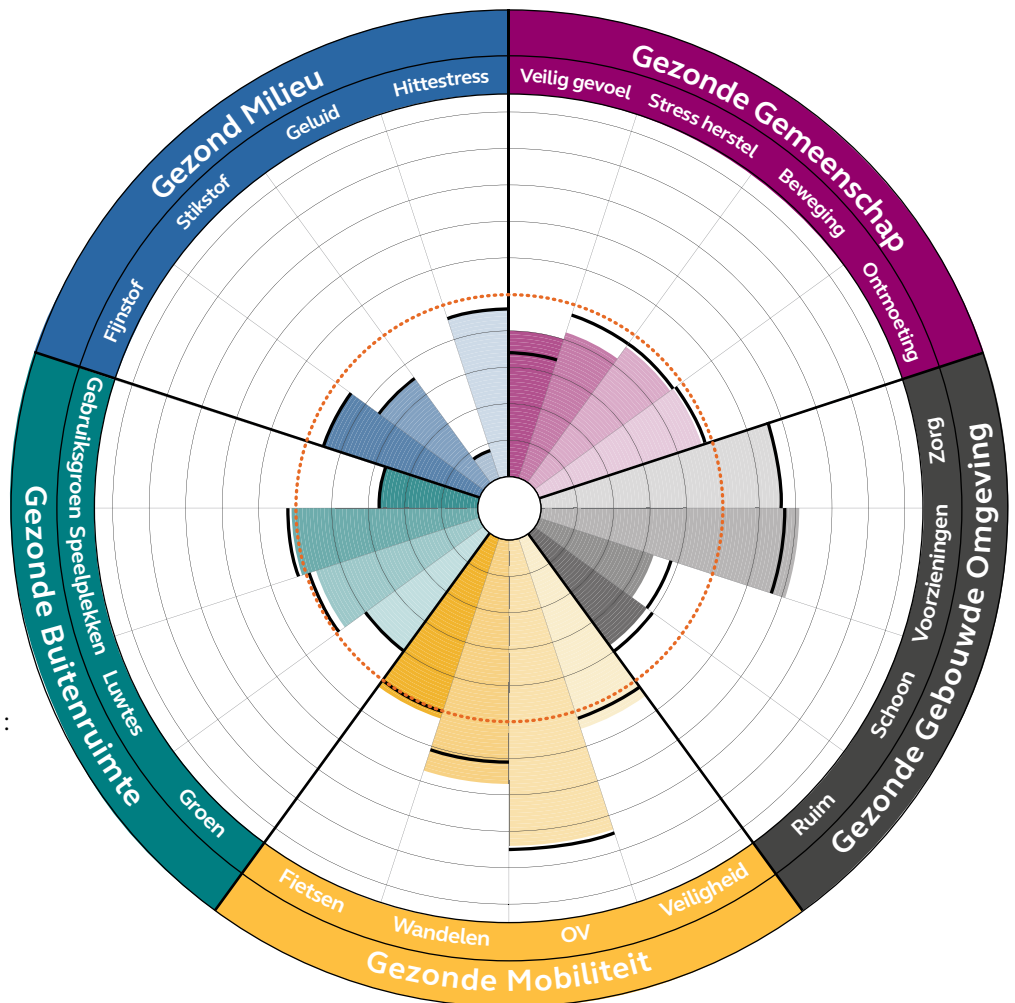 Gezond Milieu
Fijnstof
Stikstof
Geluid
Hittestress
Gezonde Gemeenschap
Veilig gevoel
Stress herstel
Beweging
Ontmoeting
Gezonde Gebouwde Omgeving
Zorg
Voorzieningen
Schoon
Ruim
Gezonde Mobiliteit
Veiligheid
OV
Wandelen
Fietsen
Gezonde Buitenruimte
Groen
Luwtes
Speelplekken
Gebruiksgroen
: